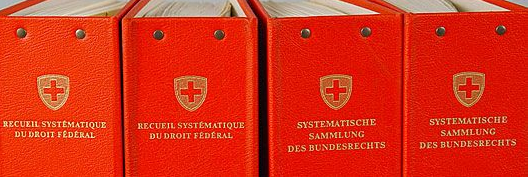 RECUEIL SYSTÉMATIQUE
DU DROIT FÉDÉRAL
RECUEIL SYSTÉMATIQUE
DU DROIT FÉDÉRAL
SYSTEMATISCHE
SAMMLUNG
DES BUNDESRECHTS
SYSTEMATISCHE
SAMMLUNG
DES BUNDESRECHTS